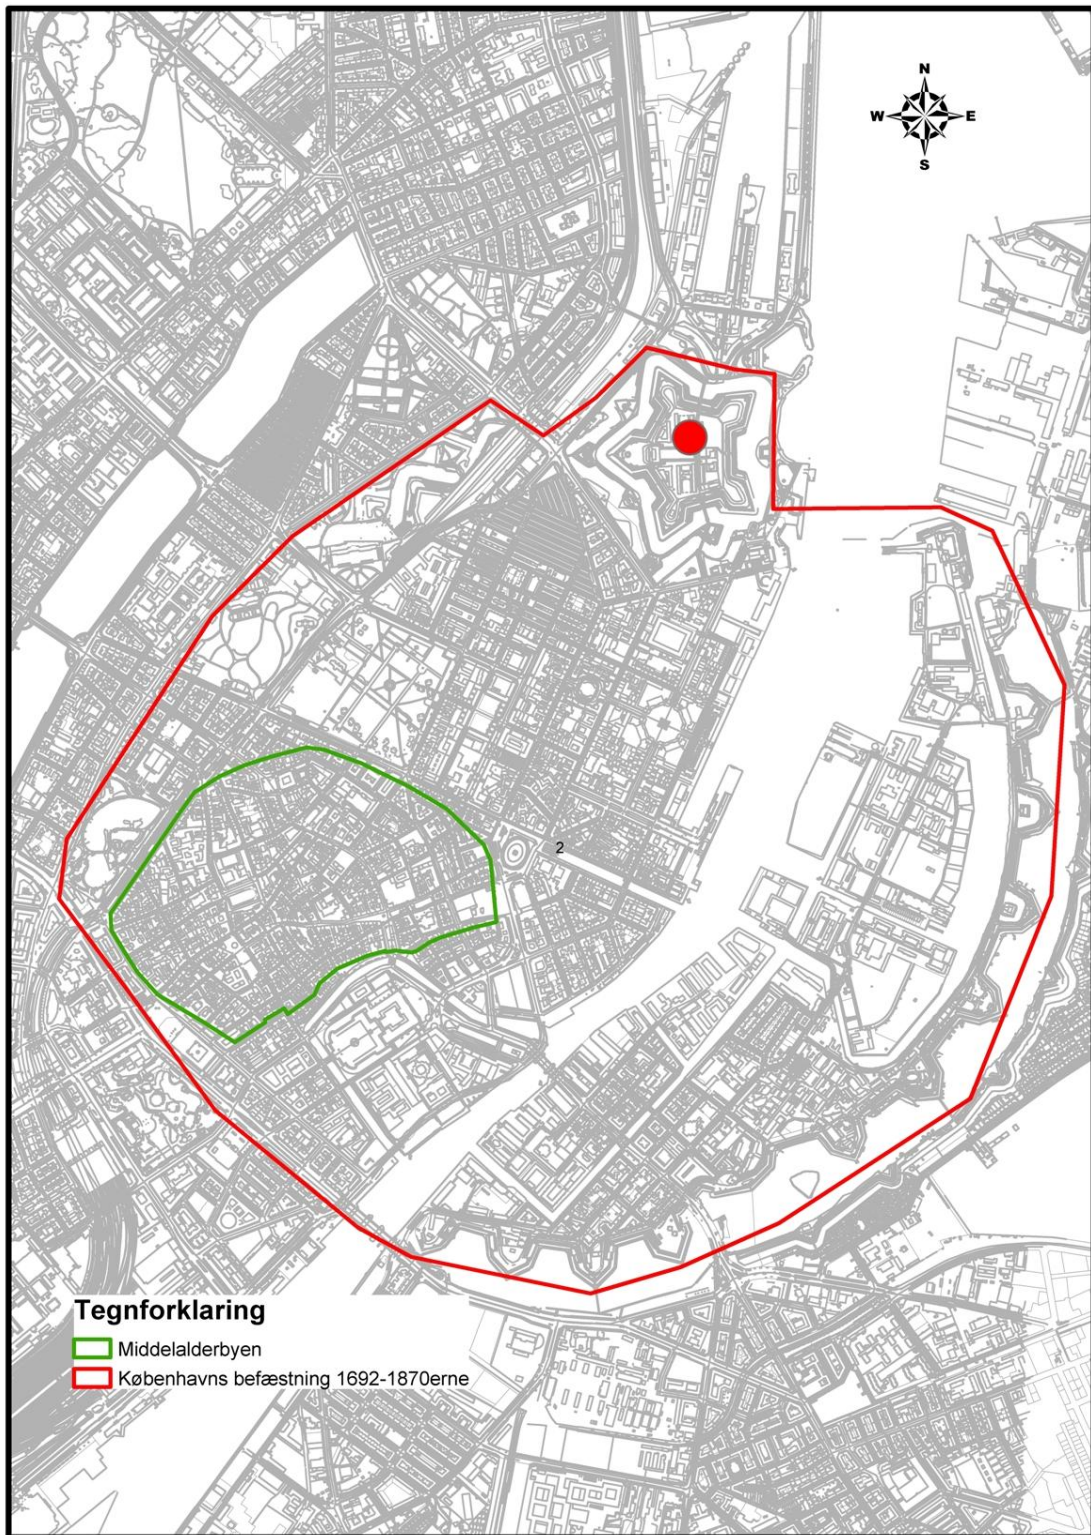 N
W E
S
2
Tegnforklaring
Middelalderbyen
Københavns befæstning 1692-1870erne